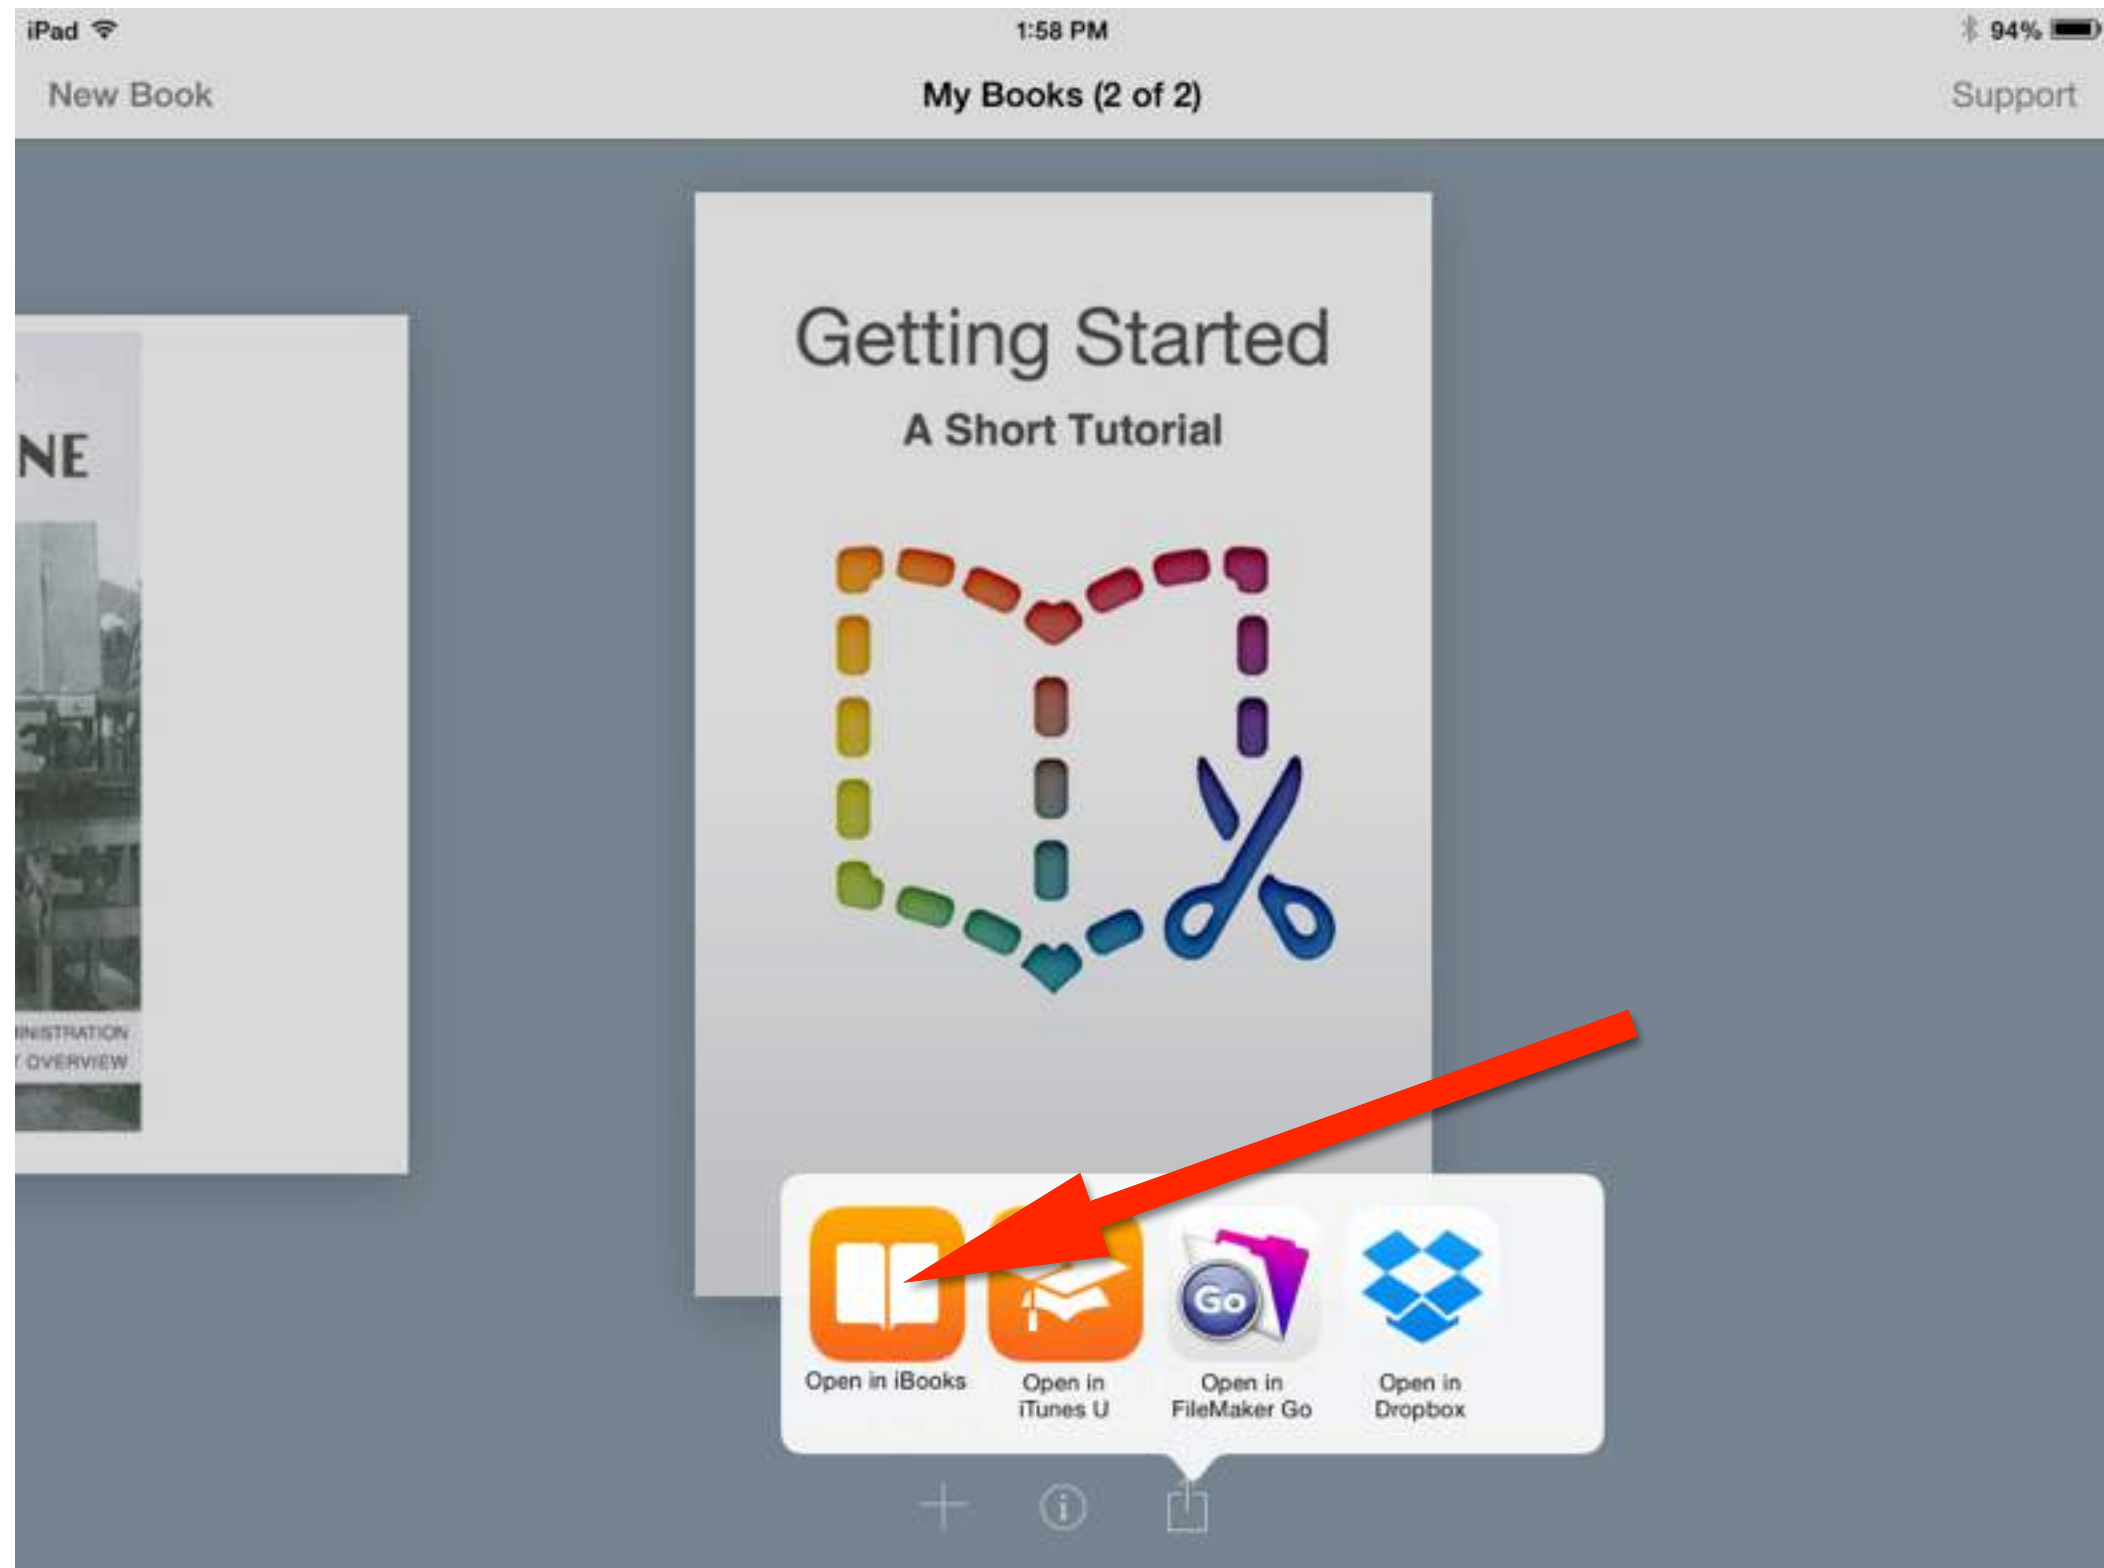 iPad
1:58 PM
94%
New Book
My Books (2 of 2)
Support
Getting Started
A Short Tutorial
NE
OVERVIEW
Go
Open in iBooks
Open in
iTunes U
Open in
FileMaker Go
Open in
Dropbox